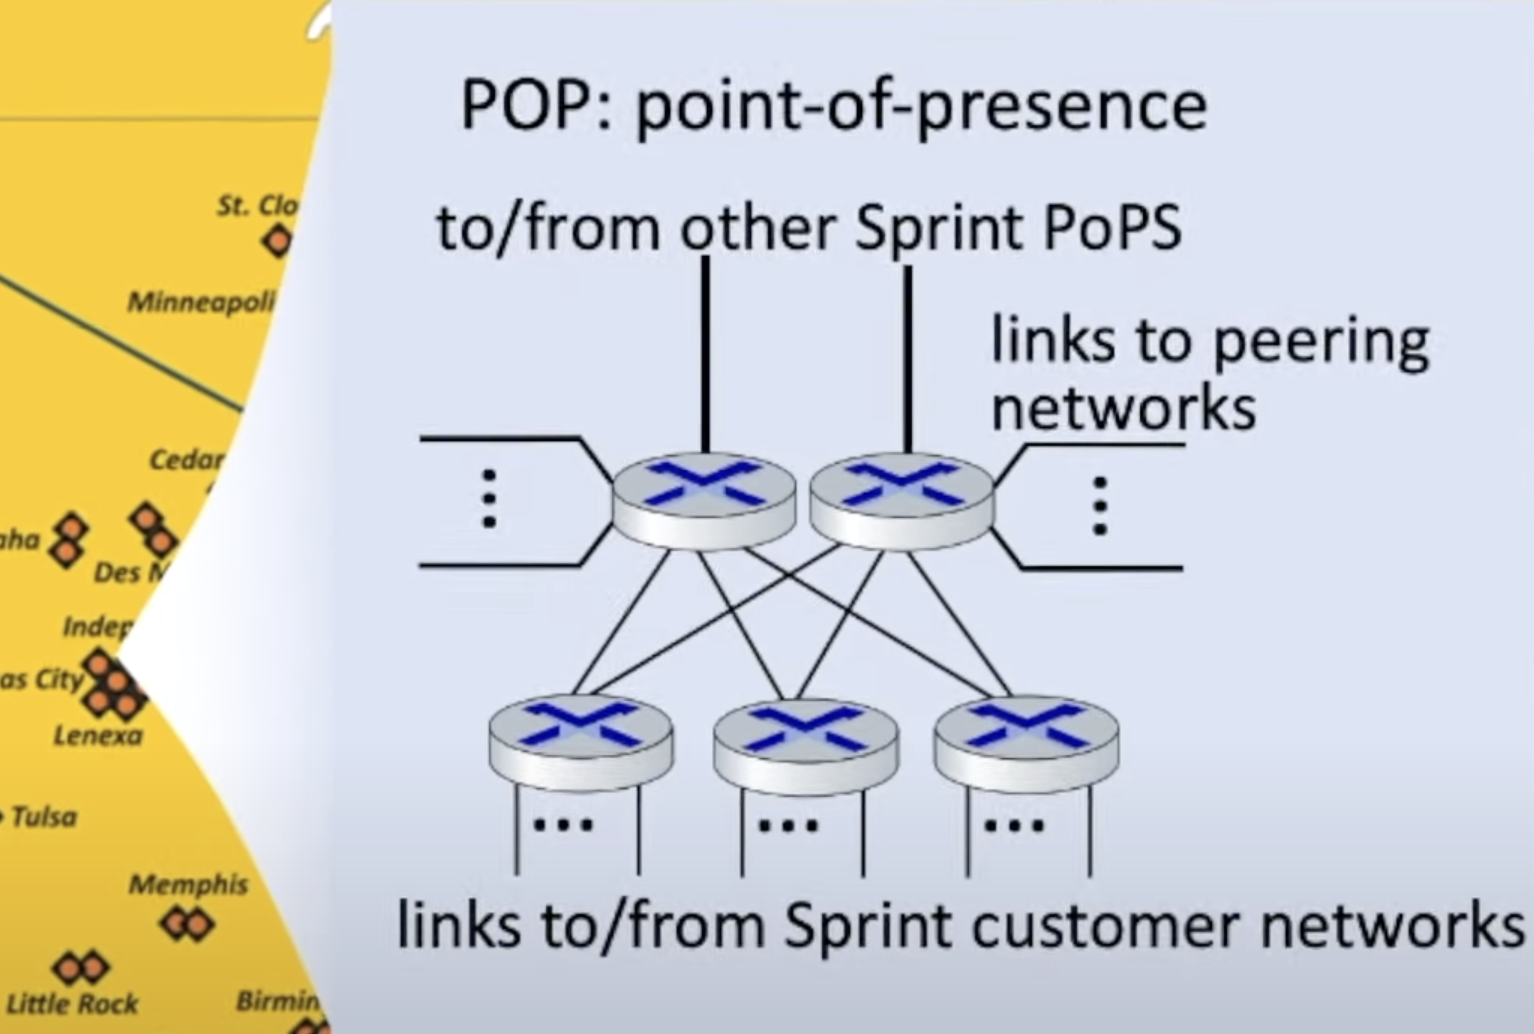 POP: point-of-presence
to/from other Sprint PoPS
links to peering
networks
links to/from Sprint customer networks
St. Clo
Minneapoli
Cedar
aha
Des M
Indep
as City
Lenexa
Tulsa
Memphis
Little Rock
Birmin